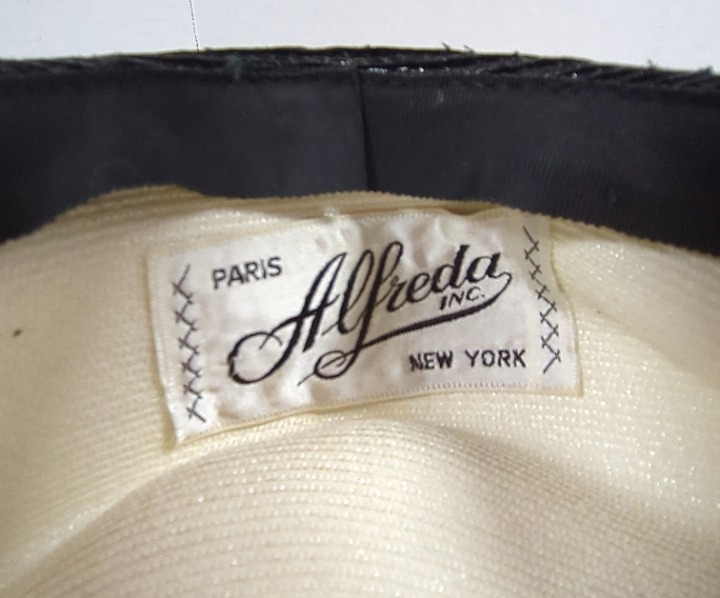 PARIS
Alfreda
INC.
NEW YORK